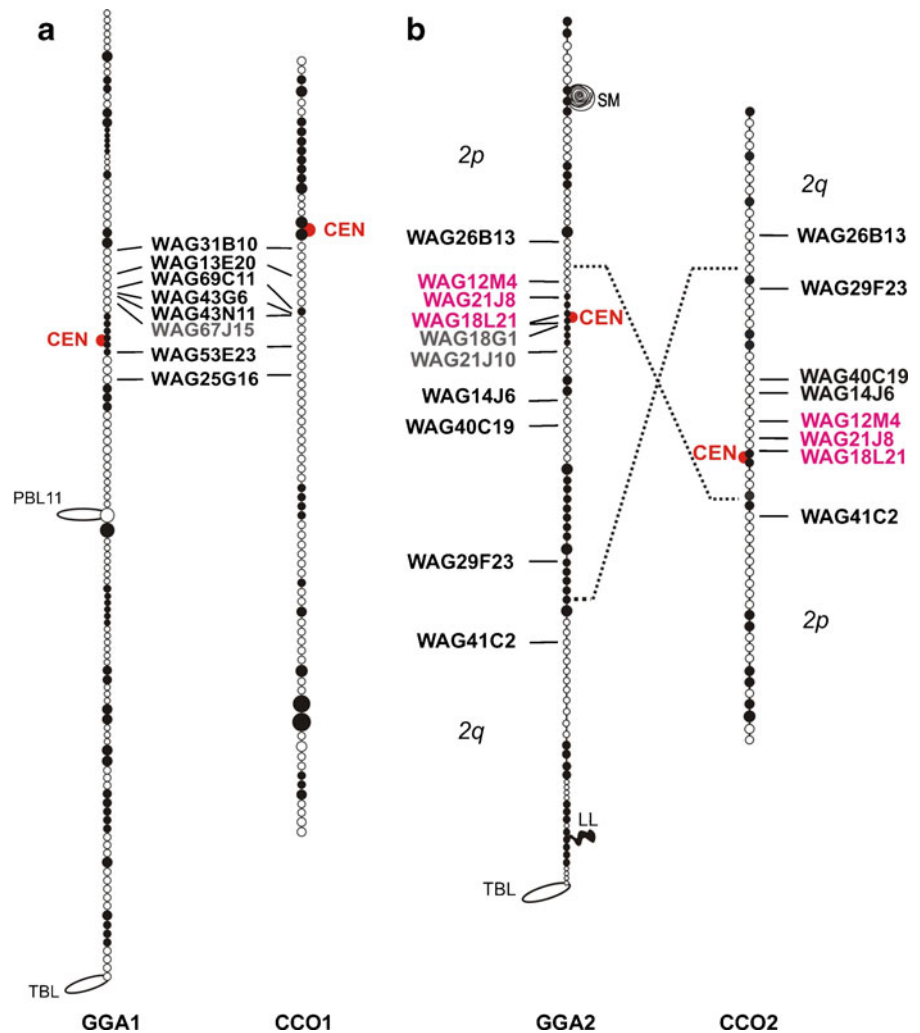 a
CEN
WAG31B10
WAG13E20
WAG69C11
WAG43G6
WAG43N11
WAG67J15
CEN
WAG53E23
WAG25G16
PBL11
TBL
GGA1
CCO1
b
SM
2p
WAG26B13
WAG12M4
WAG21J8
WAG18L21
CEN
WAG18G1
WAG21J10
WAG14J6
WAG40C19
WAG29F23
WAG41C2
2q
LL
TBL
2q
WAG26B13
WAG29F23
WAG40C19
WAG14J6
WAG12M4
WAG21J8
CEN
WAG18L21
WAG41C2
2p
GGA2
CCO2